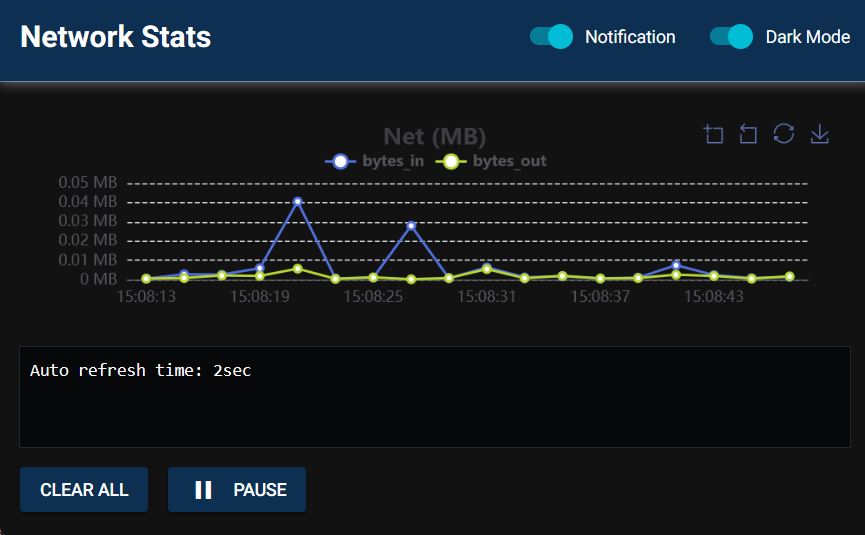 Network Stats
Notification
Dark Mode
Net (MB)
bytes_in bytes_out
0.05 MB
0.04 MB
0.03 MB
0.02 MB
0.01 MB
0 MB
15:08:13 15:08:19 15:08:25 15:08:31 15:08:37 15:08:43
Auto refresh time: 2sec
CLEAR ALL
PAUSE